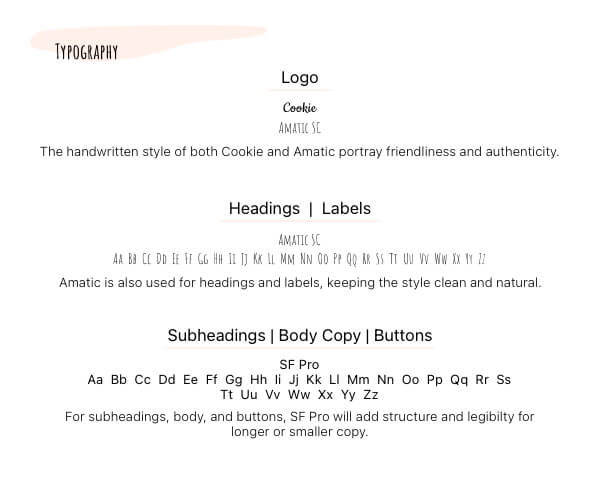 Typography
Logo
Cookie
Amatic SC
The handwritten style of both Cookie and Amatic portray friendliness and authenticity.
Headings | Labels
Amatic SC
Aa Bb Cc Dd Ee Ff Gg Hh Ii Jj Kk Ll Mm Nn Oo Pp Qq Rr Ss Tt Uu Vv Ww Xx Yy Zz
Amatic is also used for headings and labels, keeping the style clean and natural.
Subheadings | Body Copy | Buttons
SF Pro
Aa Bb Cc Dd Ee Ff Gg Hh Ii Jj Kk Ll Mm Nn Oo Pp Qq Rr Ss
Tt Uu Vv Ww Xx Yy Zz
For subheadings, body, and buttons, SF Pro will add structure and legibilty for
longer or smaller copy.